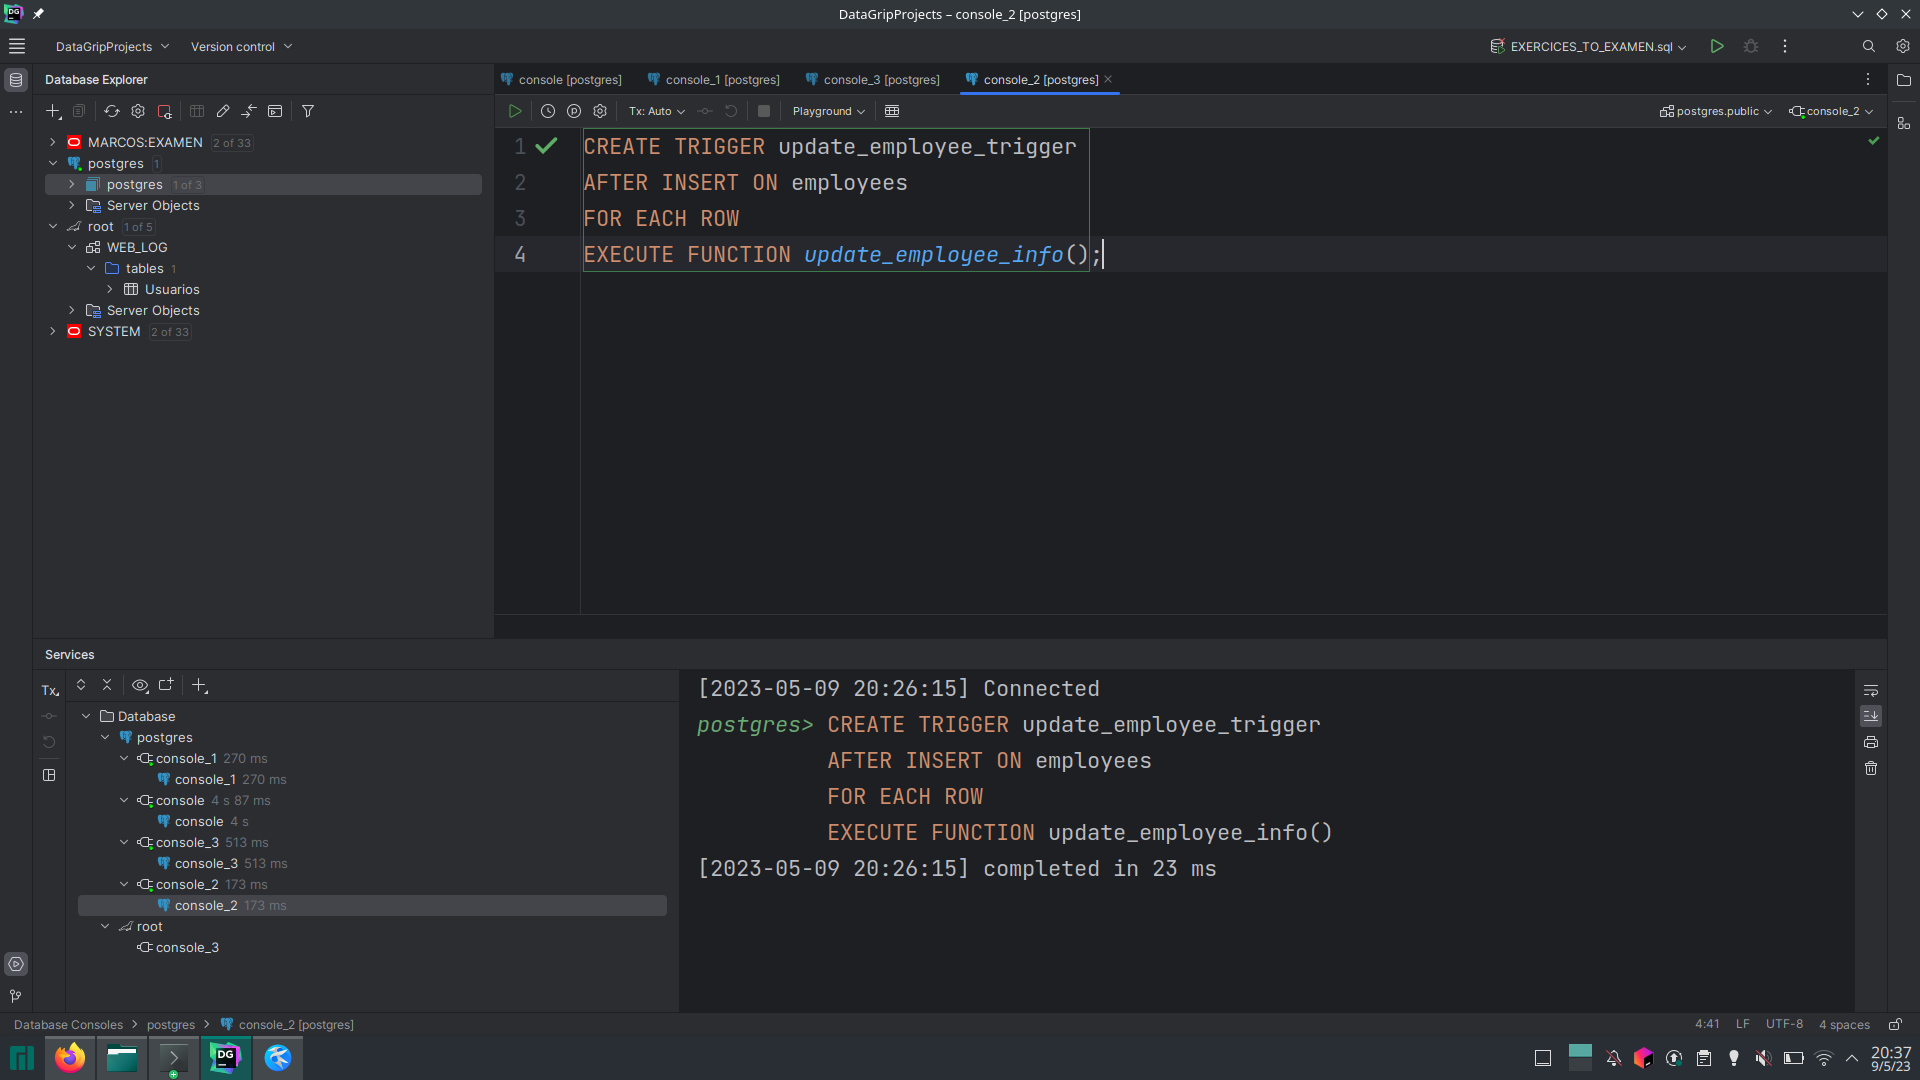 DataGripProjects – console_2 [postgres]
DataGripProjects
Version control
EXERCICES_TO_EXAMEN.sql
Database Explorer
console [postgres]
console_1 [postgres]
console_3 [postgres]
console_2 [postgres]
Tx: Auto
Playground
postgres.public
console_2
MARCOS:EXAMEN 2 of 33
postgres 1
postgres 1 of 3
Server Objects
root 1 of 5
WEB_LOG
tables 1
Usuarios
Server Objects
SYSTEM 2 of 33
1 CREATE TRIGGER update_employee_trigger
2 AFTER INSERT ON employees
3 FOR EACH ROW
4 EXECUTE FUNCTION update_employee_info();
Services
Tx
Database
postgres
console_1 270 ms
console_1 270 ms
console 4 s 87 ms
console 4 s
console_3 513 ms
console_3 513 ms
console_2 173 ms
console_2 173 ms
root
console_3
[2023-05-09 20:26:15] Connected
postgres> CREATE TRIGGER update_employee_trigger
AFTER INSERT ON employees
FOR EACH ROW
EXECUTE FUNCTION update_employee_info()
[2023-05-09 20:26:15] completed in 23 ms
Database Consoles > postgres > console_2 [postgres]
4:41 LF UTF-8 4 spaces
DG
20:37
9/5/23